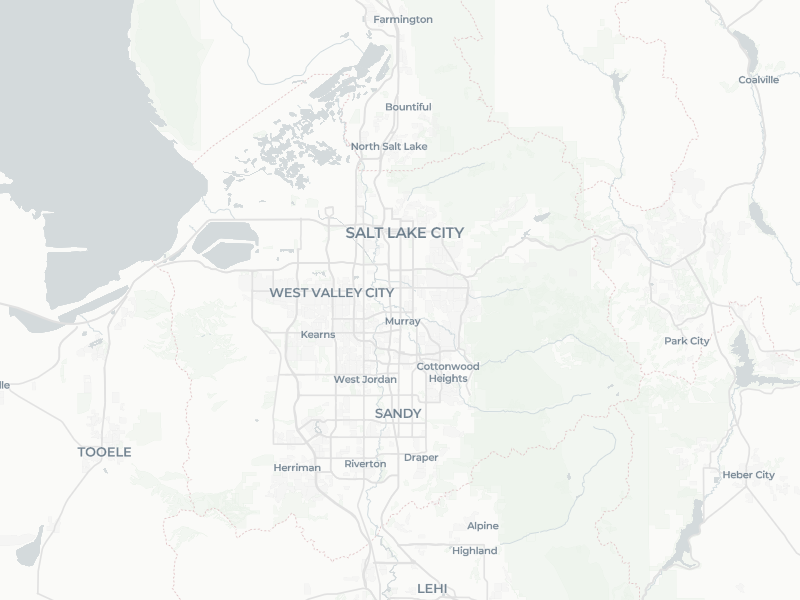 Farmington
Coalville
Bountiful
North Salt Lake
SALT LAKE CITY
WEST VALLEY CITY
Murray
Kearns
Park City
Cottonwood
Heights
West Jordan
lle
SANDY
TOOELE
Draper
Riverton
Herriman
Heber City
Alpine
Highland
LEHI